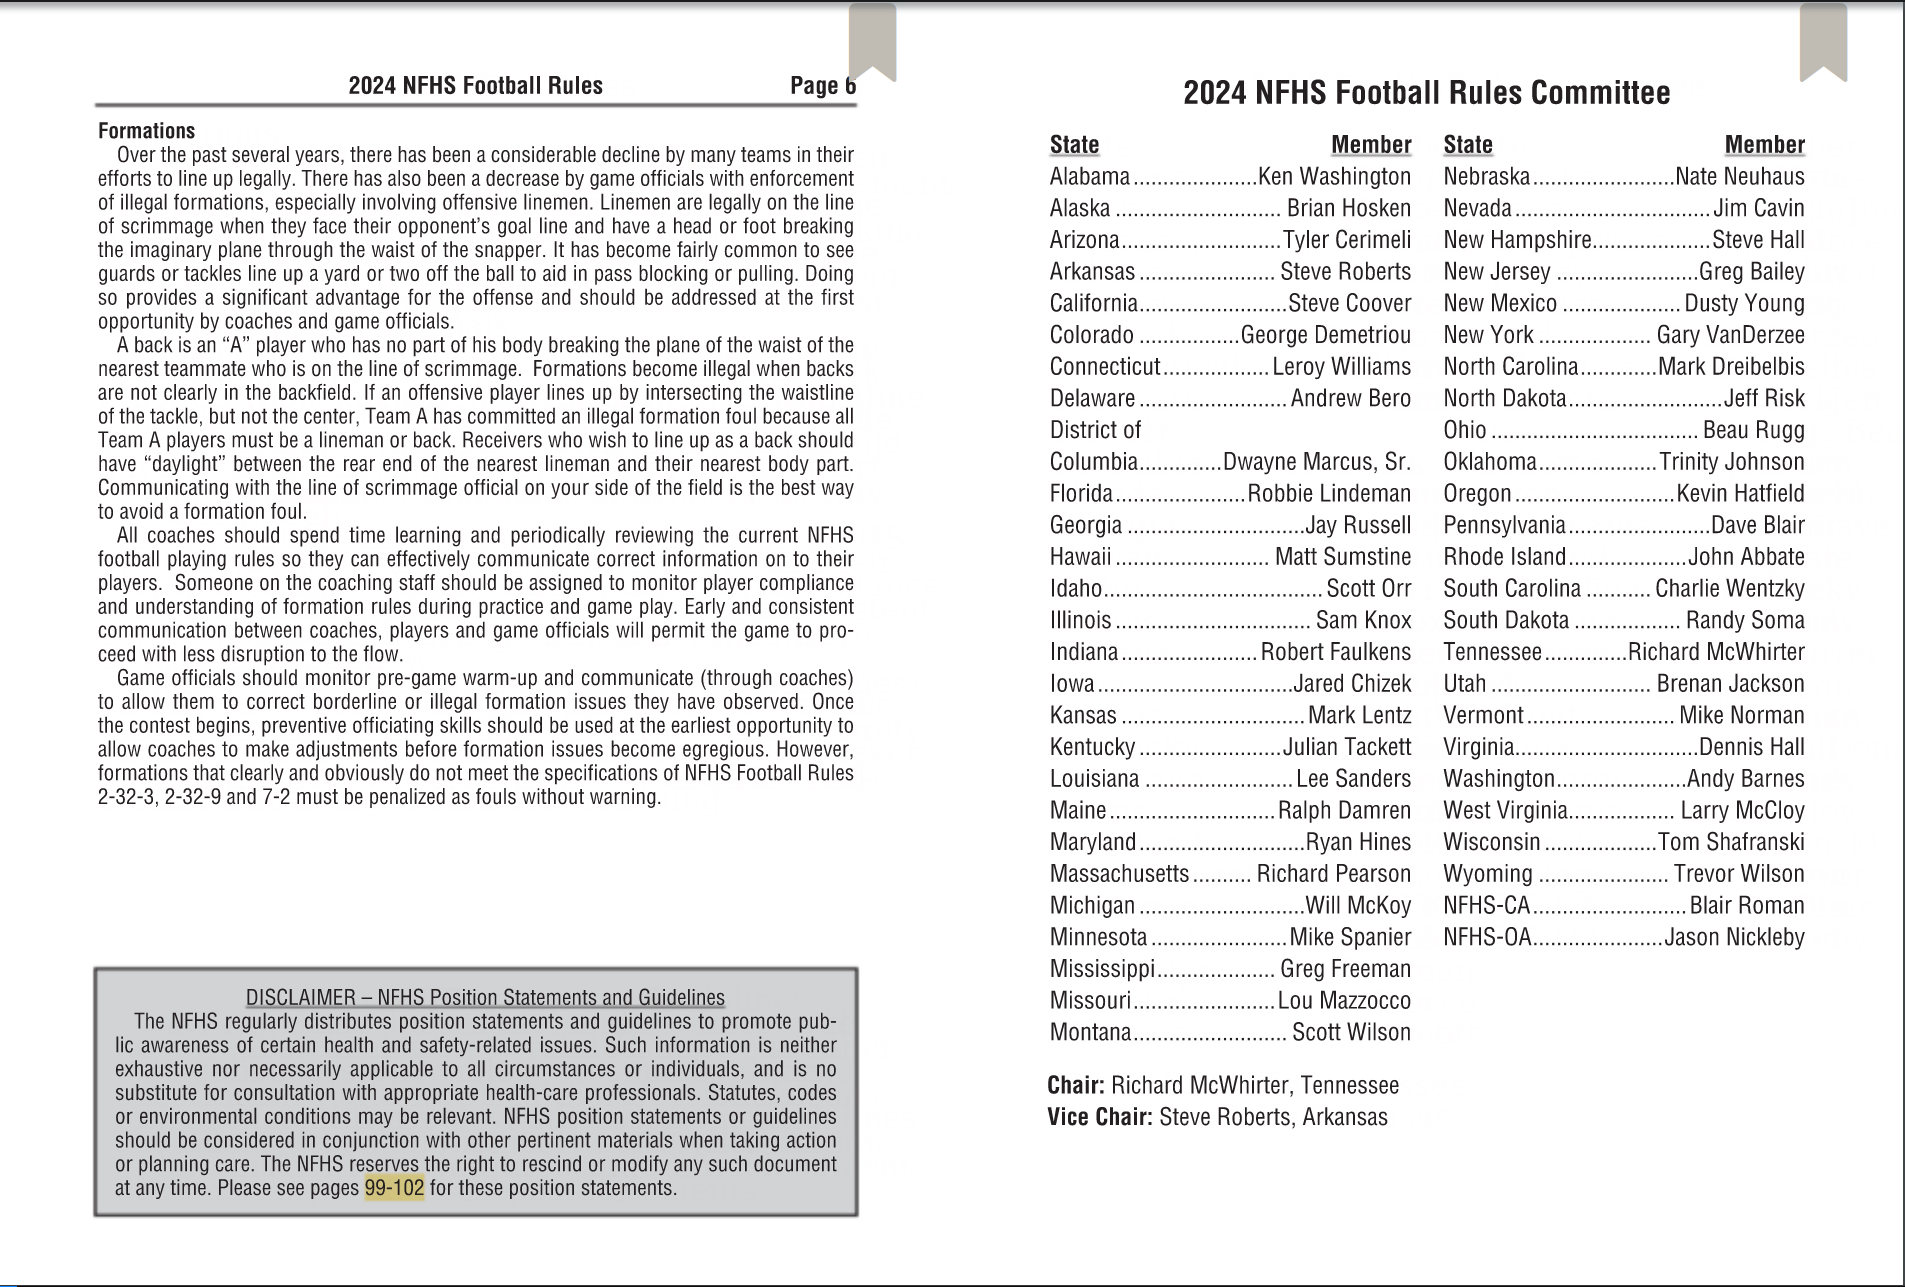 2024 NFHS Football Rules Page 6
Formations
Over the past several years, there has been a considerable decline by many teams in their
efforts to line up legally. There has also been a decrease by game officials with enforcement
of illegal formations, especially involving offensive linemen. Linemen are legally on the line
of scrimmage when they face their opponent’s goal line and have a head or foot breaking
the imaginary plane through the waist of the snapper. It has become fairly common to see
guards or tackles line up a yard or two off the ball to aid in pass blocking or pulling. Doing
so provides a significant advantage for the offense and should be addressed at the first
opportunity by coaches and game officials.
A back is an “A” player who has no part of his body breaking the plane of the waist of the
nearest teammate who is on the line of scrimmage. Formations become illegal when backs
are not clearly in the backfield. If an offensive player lines up by intersecting the waistline
of the tackle, but not the center, Team A has committed an illegal formation foul because all
Team A players must be a lineman or back. Receivers who wish to line up as a back should
have “daylight” between the rear end of the nearest lineman and their nearest body part.
Communicating with the line of scrimmage official on your side of the field is the best way
to avoid a formation foul.
All coaches should spend time learning and periodically reviewing the current NFHS
football playing rules so they can effectively communicate correct information on to their
players. Someone on the coaching staff should be assigned to monitor player compliance
and understanding of formation rules during practice and game play. Early and consistent
communication between coaches, players and game officials will permit the game to pro-
ceed with less disruption to the flow.
Game officials should monitor pre-game warm-up and communicate (through coaches)
to allow them to correct borderline or illegal formation issues they have observed. Once
the contest begins, preventive officiating skills should be used at the earliest opportunity to
allow coaches to make adjustments before formation issues become egregious. However,
formations that clearly and obviously do not meet the specifications of NFHS Football Rules
2-32-3, 2-32-9 and 7-2 must be penalized as fouls without warning.
DISCLAIMER – NFHS Position Statements and Guidelines
The NFHS regularly distributes position statements and guidelines to promote pub-
lic awareness of certain health and safety-related issues. Such information is neither
exhaustive nor necessarily applicable to all circumstances or individuals, and is no
substitute for consultation with appropriate health-care professionals. Statutes, codes
or environmental conditions may be relevant. NFHS position statements or guidelines
should be considered in conjunction with other pertinent materials when taking action
or planning care. The NFHS reserves the right to rescind or modify any such document
at any time. Please see pages 99-102 for these position statements.
2024 NFHS Football Rules Committee
State Member
Alabama.....................Ken Washington
Alaska ............................ Brian Hosken
Arizona...........................Tyler Cerimeli
Arkansas ....................... Steve Roberts
California.........................Steve Coover
Colorado .................George Demetriou
Connecticut.................. Leroy Williams
Delaware ......................... Andrew Bero
District of
Columbia..............Dwayne Marcus, Sr.
Florida......................Robbie Lindeman
Georgia ..............................Jay Russell
Hawaii .......................... Matt Sumstine
Idaho..................................... Scott Orr
Illinois ................................. Sam Knox
Indiana....................... Robert Faulkens
Iowa.................................Jared Chizek
Kansas ............................... Mark Lentz
Kentucky ........................Julian Tackett
Louisiana ......................... Lee Sanders
Maine............................Ralph Damren
Maryland............................Ryan Hines
Massachusetts.......... Richard Pearson
Michigan ............................Will McKoy
Minnesota .......................Mike Spanier
Mississippi.................... Greg Freeman
Missouri........................Lou Mazzocco
Montana.......................... Scott Wilson
State Member
Nebraska........................Nate Neuhaus
Nevada .................................Jim Cavin
New Hampshire....................Steve Hall
New Jersey ........................Greg Bailey
New Mexico .................... Dusty Young
New York ................... Gary VanDerzee
North Carolina.............Mark Dreibelbis
North Dakota..........................Jeff Risk
Ohio ................................... Beau Rugg
Oklahoma....................Trinity Johnson
Oregon...........................Kevin Hatfield
Pennsylvania........................Dave Blair
Rhode Island....................John Abbate
South Carolina ........... Charlie Wentzky
South Dakota .................. Randy Soma
Tennessee..............Richard McWhirter
Utah ........................... Brenan Jackson
Vermont......................... Mike Norman
Virginia...............................Dennis Hall
Washington......................Andy Barnes
West Virginia.................. Larry McCloy
Wisconsin ...................Tom Shafranski
Wyoming ...................... Trevor Wilson
NFHS-CA.......................... Blair Roman
NFHS-OA......................Jason Nickleby
Chair: Richard McWhirter, Tennessee
Vice Chair: Steve Roberts, Arkansas